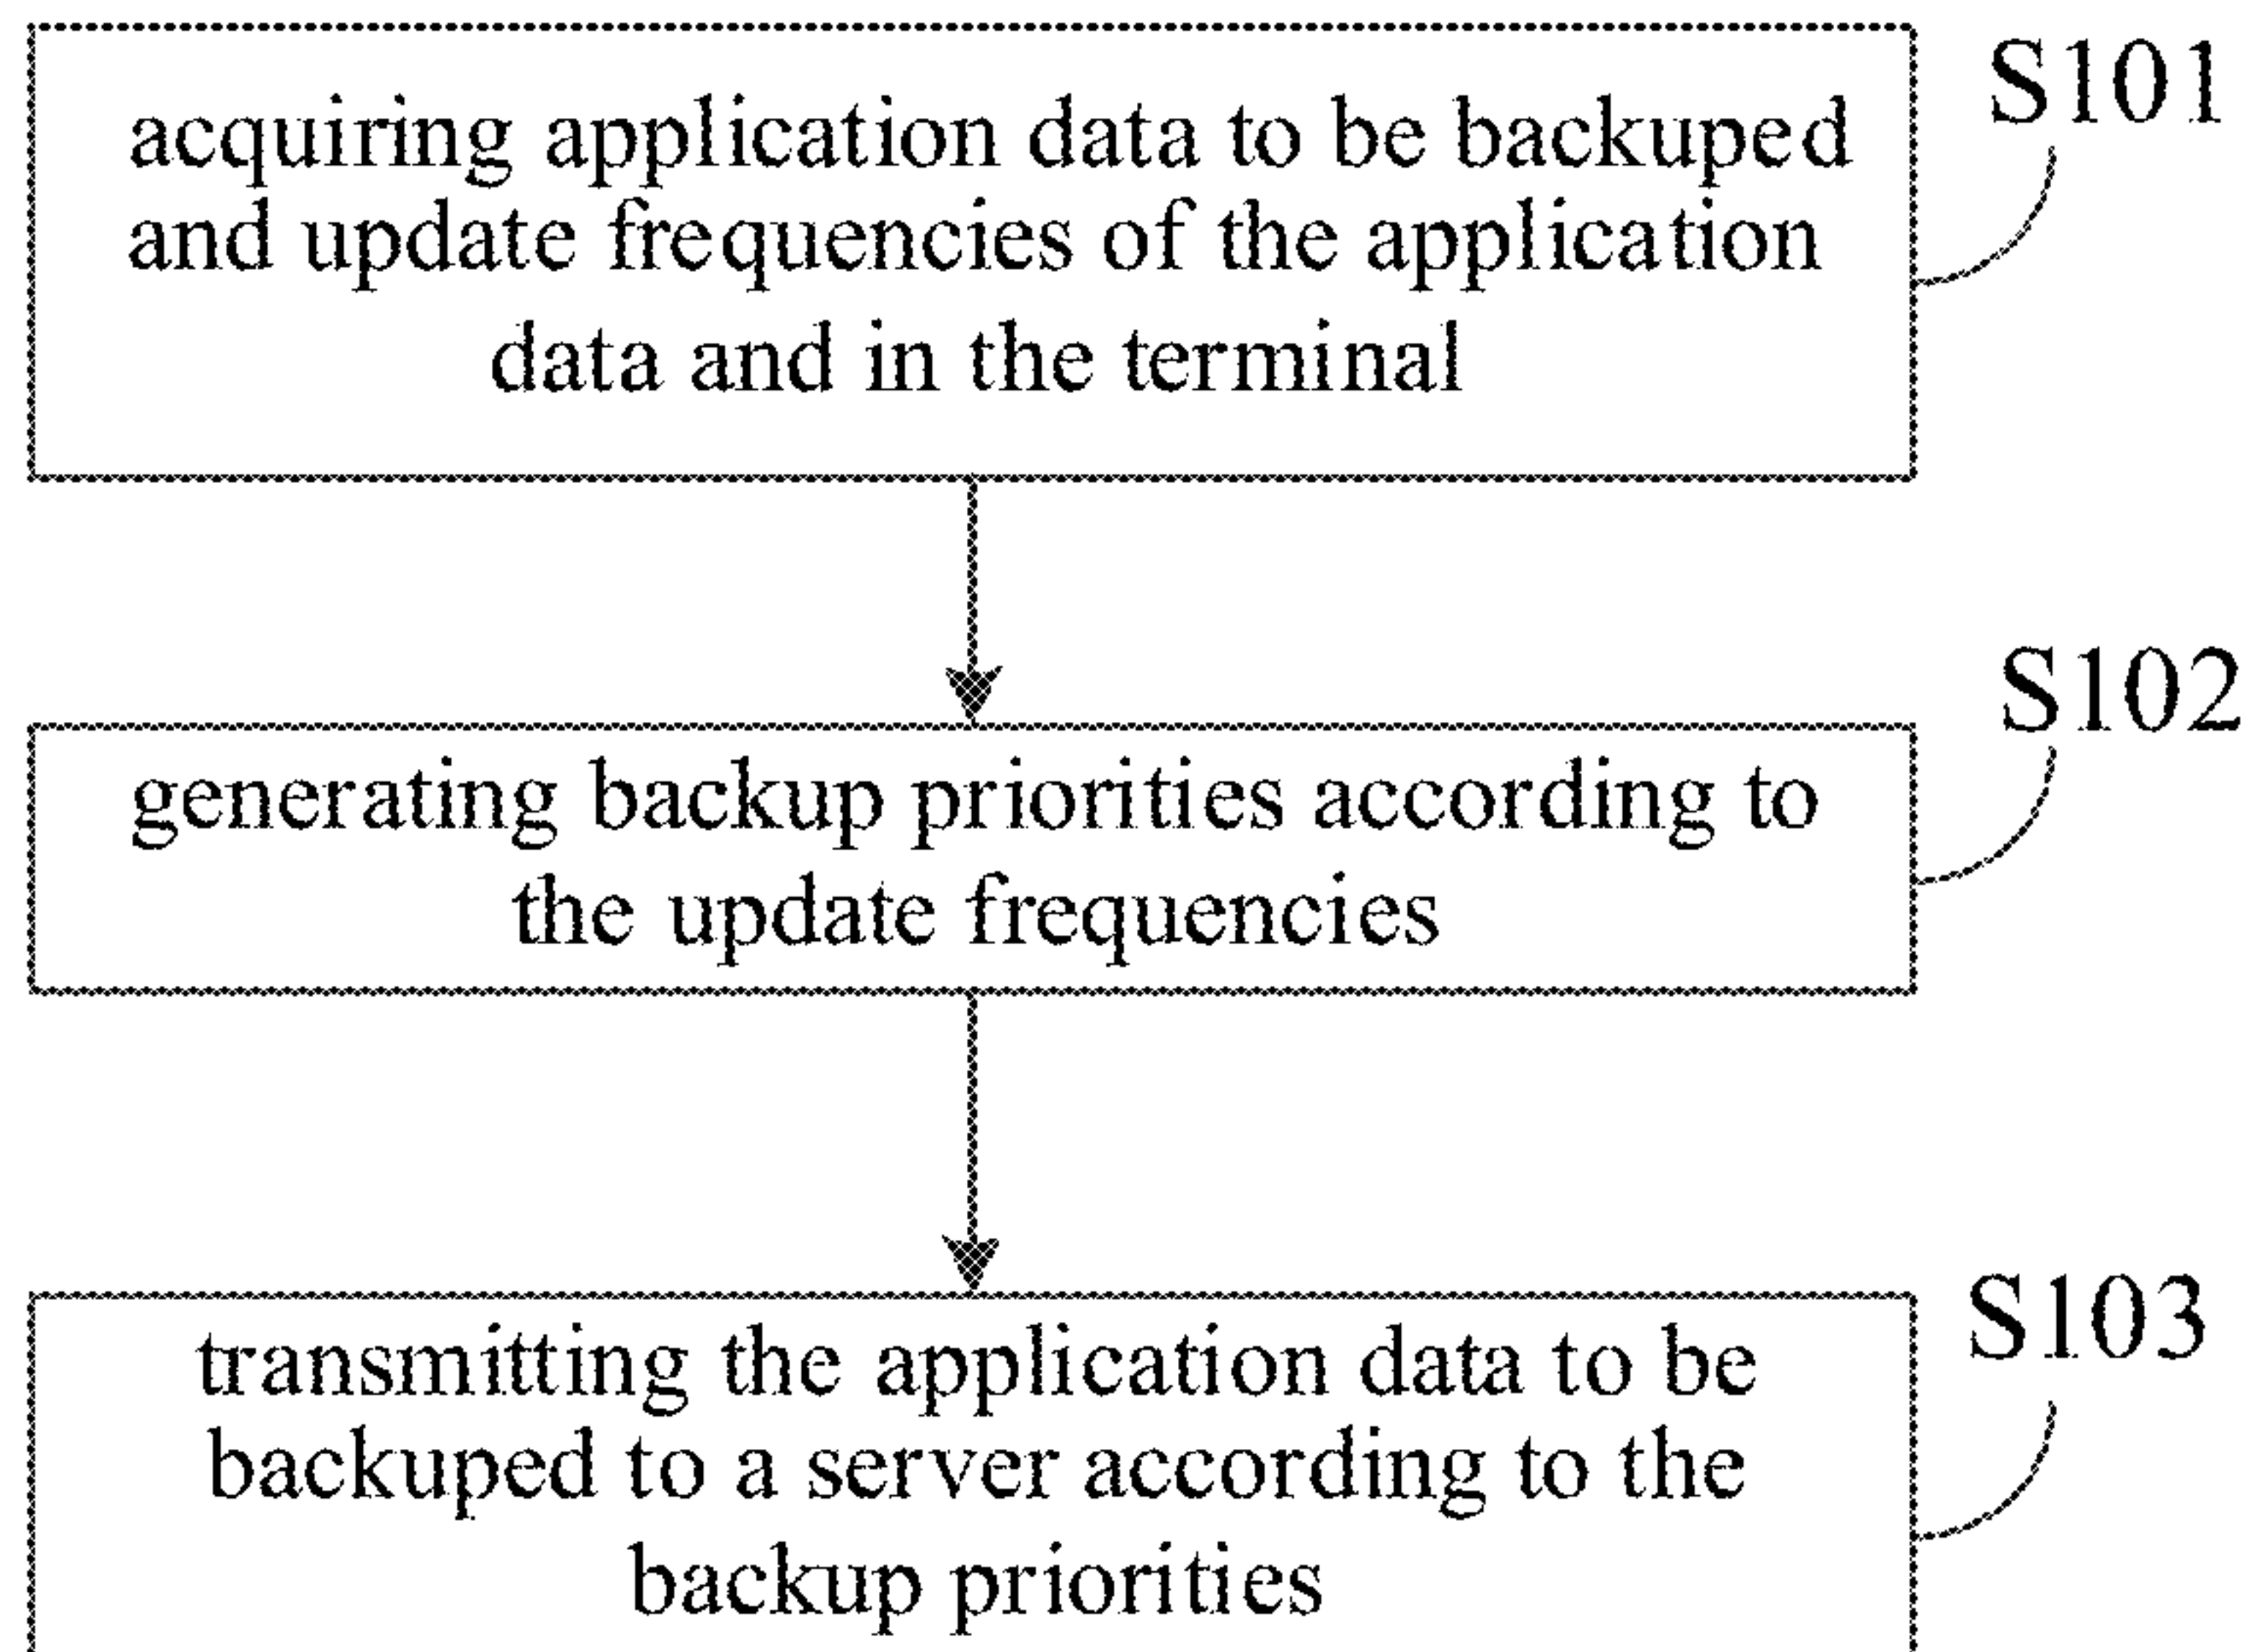 S101
acquiring application data to be backuped
and update frequencies of the application
data and in the terminal
S102
generating backup priorities according to
the update frequencies
S103
transmitting the application data to be
backuped to a server according to the
backup priorities